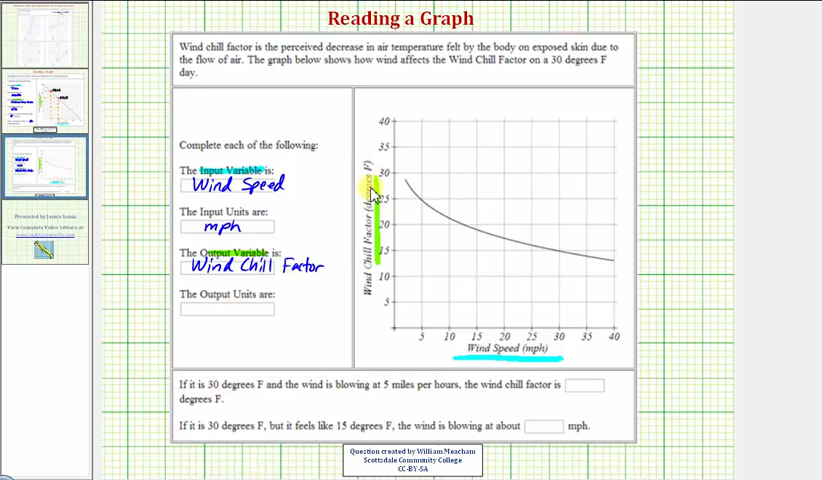 Reading a Graph
Wind chill factor is the perceived decrease in air temperature felt by the body on exposed skin due to
the flow of air. The graph below shows how wind affects the Wind Chill Factor on a 30 degrees F
day.
Complete each of the following:
The Input Variable is:
Wind Speed
The Input Units are:
mph
The Output Variable is:
Wind Chill Factor
The Output Units are:
Wind Chill Factor (degrees F)
40
35
30
25
20
15
10
5
5 10 15 20 25 30 35 40
Wind Speed (mph)
If it is 30 degrees F and the wind is blowing at 5 miles per hours, the wind chill factor is
degrees F.
If it is 30 degrees F, but it feels like 15 degrees F, the wind is blowing at about mph.
Question created by William Meacham
Scottsdale Community College
CC-BY-SA
Presented by James Sousa
View Complete Video Library at